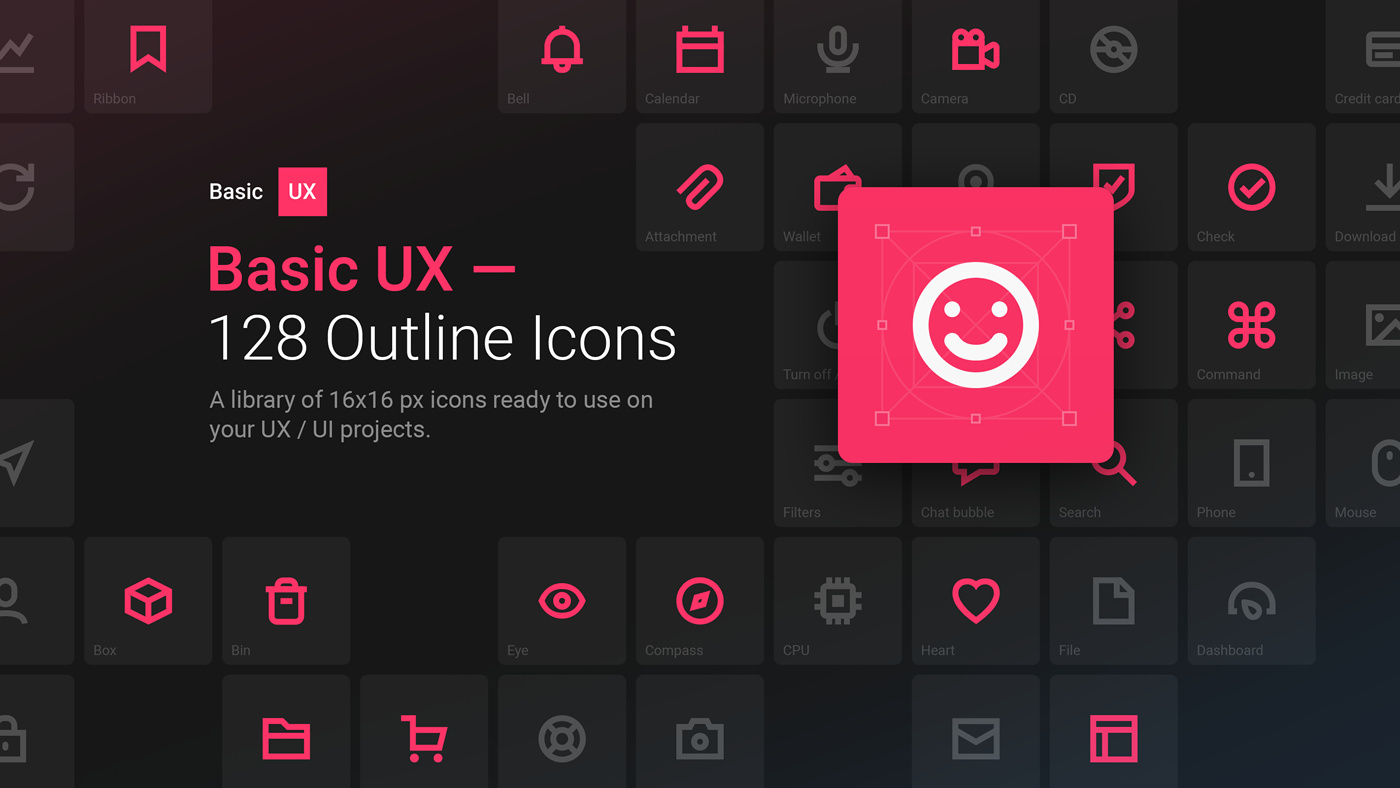 Ribbon
Bell
Calendar
Microphone
Camera
CD
Credit card
Attachment
Wallet
Check
Download
Basic UX
Basic UX —
128 Outline Icons
A library of 16x16 px icons ready to use on
your UX / UI projects.
Turn off
Command
Image
Filters
Chat bubble
Search
Phone
Mouse
Box
Bin
Eye
Compass
CPU
Heart
File
Dashboard